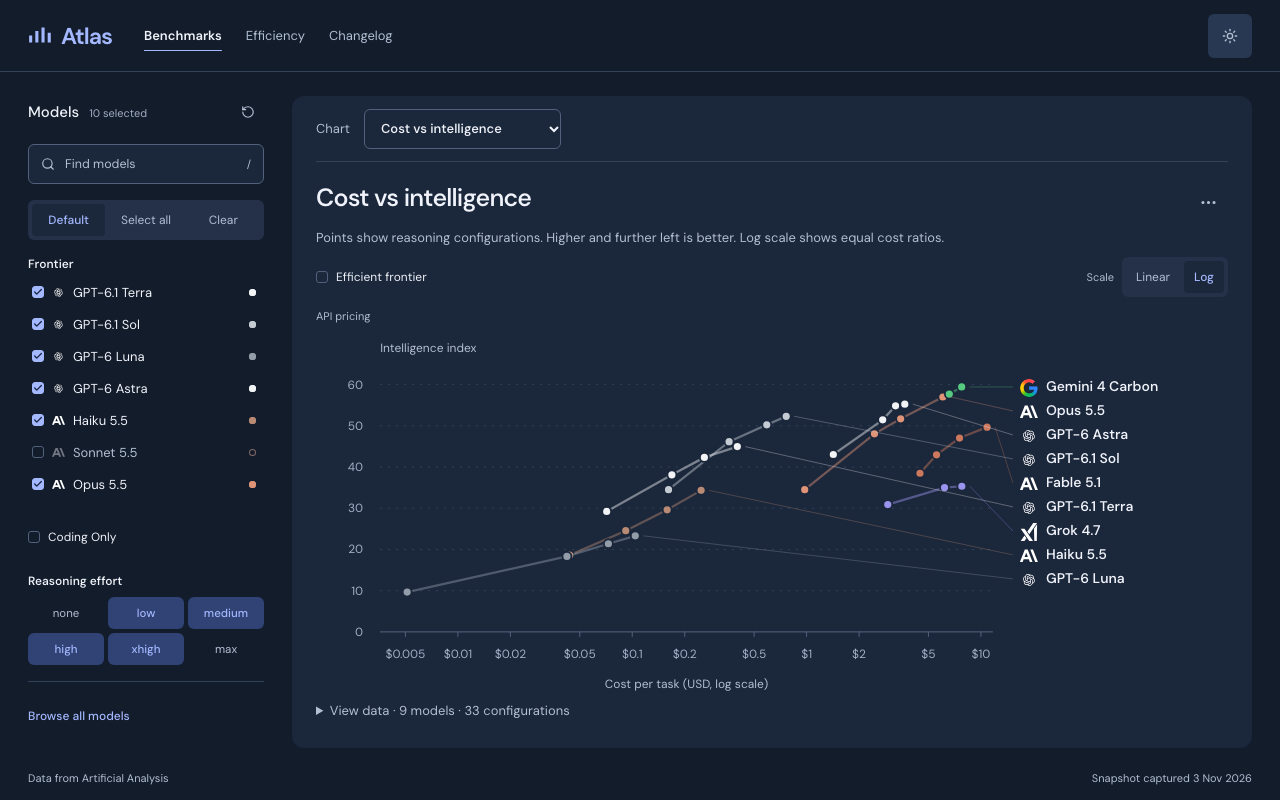 Atlas
Benchmarks
Efficiency
Changelog
Models
10 selected
Find models
/
Default
Select all
Clear
Frontier
GPT-6.1 Terra
GPT-6.1 Sol
GPT-6 Luna
GPT-6 Astra
Haiku 5.5
Sonnet 5.5
Opus 5.5
Coding Only
Reasoning effort
none
low
medium
high
xhigh
max
Browse all models
Chart
Cost vs intelligence
Cost vs intelligence
Points show reasoning configurations. Higher and further left is better. Log scale shows equal cost ratios.
Efficient frontier
Scale
Linear
Log
API pricing
Intelligence index
60
50
40
30
20
10
0
$0.005
$0.01
$0.02
$0.05
$0.1
$0.2
$0.5
$1
$2
$5
$10
Cost per task (USD, log scale)
Gemini 4 Carbon
Opus 5.5
GPT-6 Astra
GPT-6.1 Sol
Fable 5.1
GPT-6.1 Terra
Grok 4.7
Haiku 5.5
GPT-6 Luna
View data · 9 models · 33 configurations
Data from Artificial Analysis
Snapshot captured 3 Nov 2026